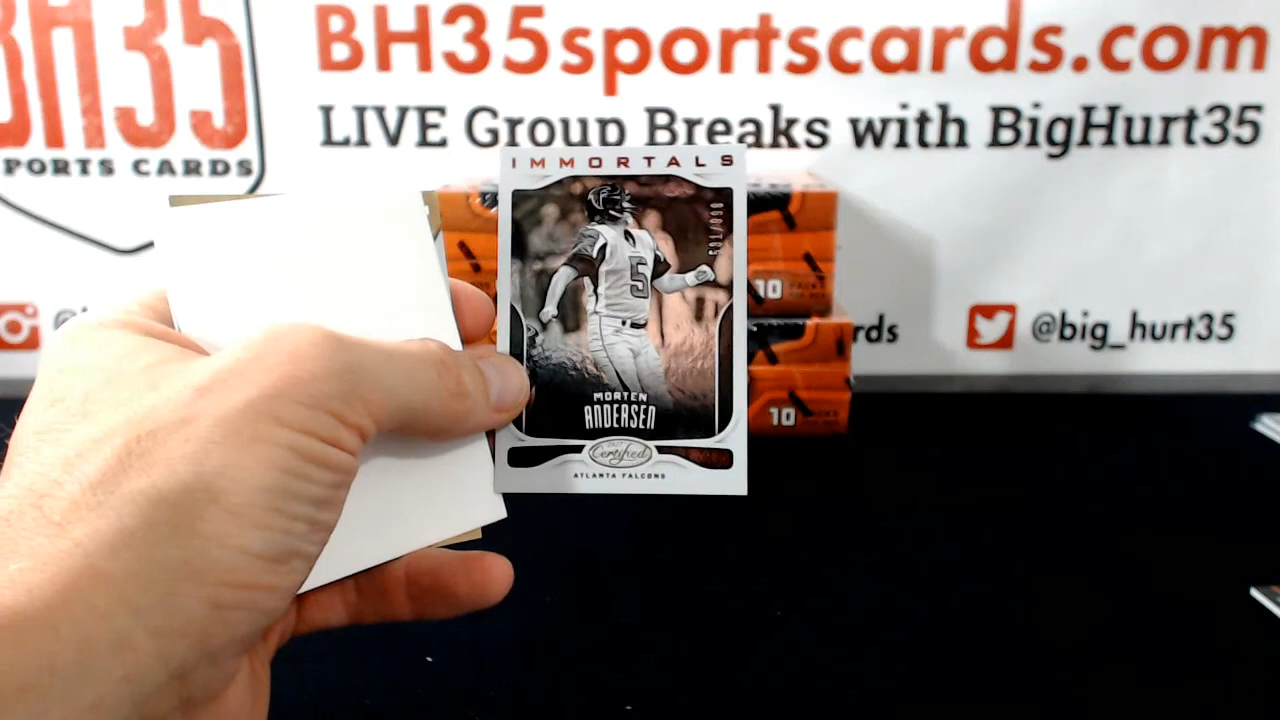 BH35
PORTS CARDS
BH35sportscards.com
LIVE Group Breaks with BigHurt35
@big_hurt35
rds
IMMORTALS
5
MORTEN
ANDERSEN
Certified
ATLANTA FALCONS
10
10